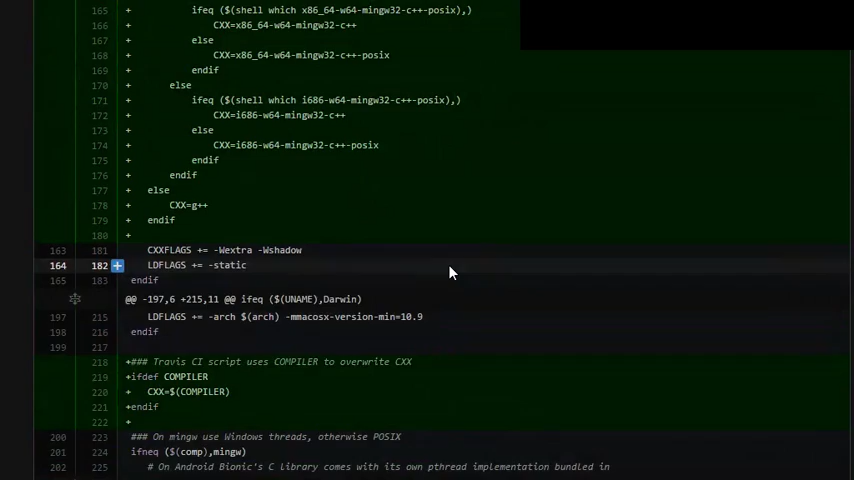 165 + ifeq ($(shell which x86_64-w64-mingw32-c++-posix),)
166 + CXX=x86_64-w64-mingw32-c++
167 + else
168 + CXX=x86_64-w64-mingw32-c++-posix
169 + endif
170 + else
171 + ifeq ($(shell which i686-w64-mingw32-c++-posix),)
172 + CXX=i686-w64-mingw32-c++
173 + else
174 + CXX=i686-w64-mingw32-c++-posix
175 + endif
176 + endif
177 + else
178 + CXX=g++
179 + endif
180 +
163 181 CXXFLAGS += -Wextra -Wshadow
164 182 + LDFLAGS += -static
165 183 endif
@@ -197,6 +215,11 @@ ifeq ($(UNAME),Darwin)
197 215 LDFLAGS += -arch $(arch) -mmacosx-version-min=10.9
198 216 endif
199 217
218 +### Travis CI script uses COMPILER to overwrite CXX
219 +ifdef COMPILER
220 + CXX=$(COMPILER)
221 +endif
222 +
200 223 ### On mingw use Windows threads, otherwise POSIX
201 224 ifneq ($(comp),mingw)
202 225 # On Android Bionic's C library comes with its own pthread implementation bundled in